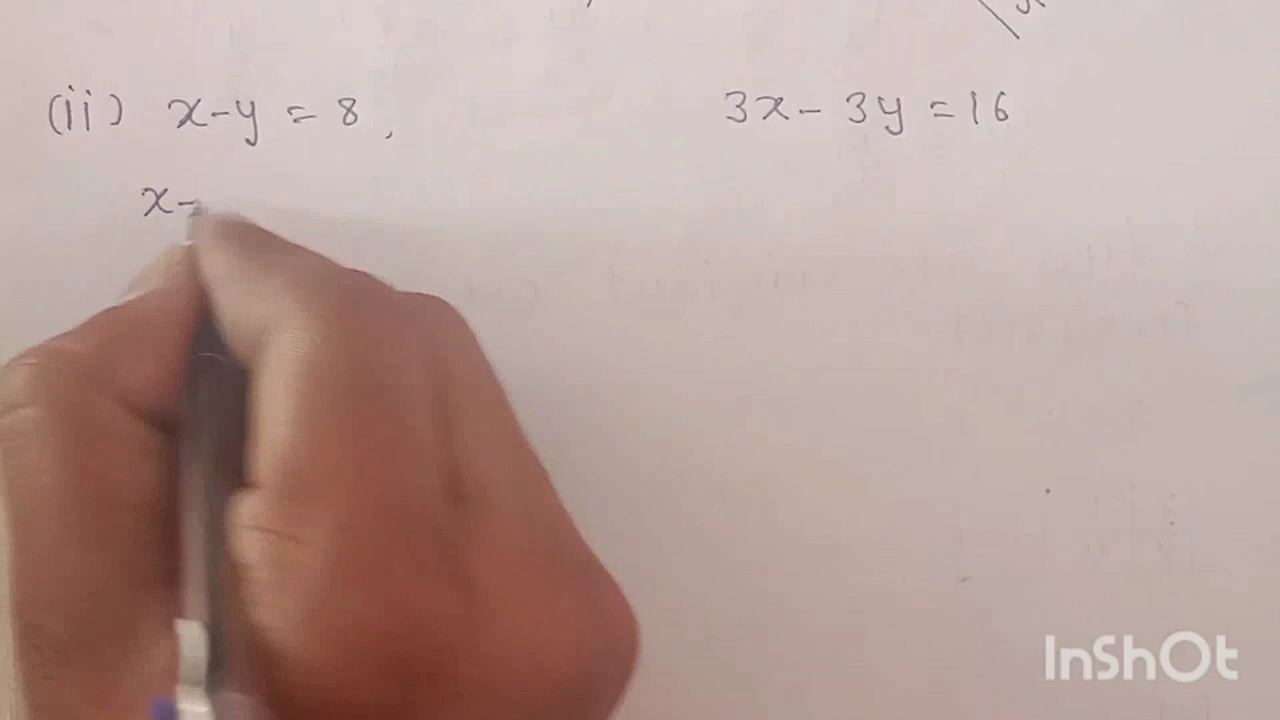 (ii) x-y = 8, 3x- 3y = 16
x-
InShOt